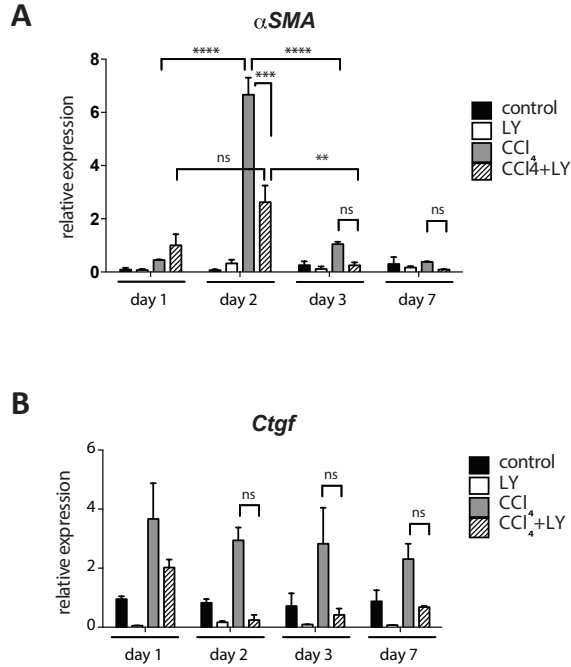 A
αSMA
**** ****
***
ns
**
ns
ns
relative expression
8
6
4
2
0
day 1 day 2 day 3 day 7
control
LY
CCl4
CCl4+LY
B
Ctgf
ns
ns
ns
relative expression
6
4
2
0
day 1 day 2 day 3 day 7
control
LY
CCl4
CCl4+LY